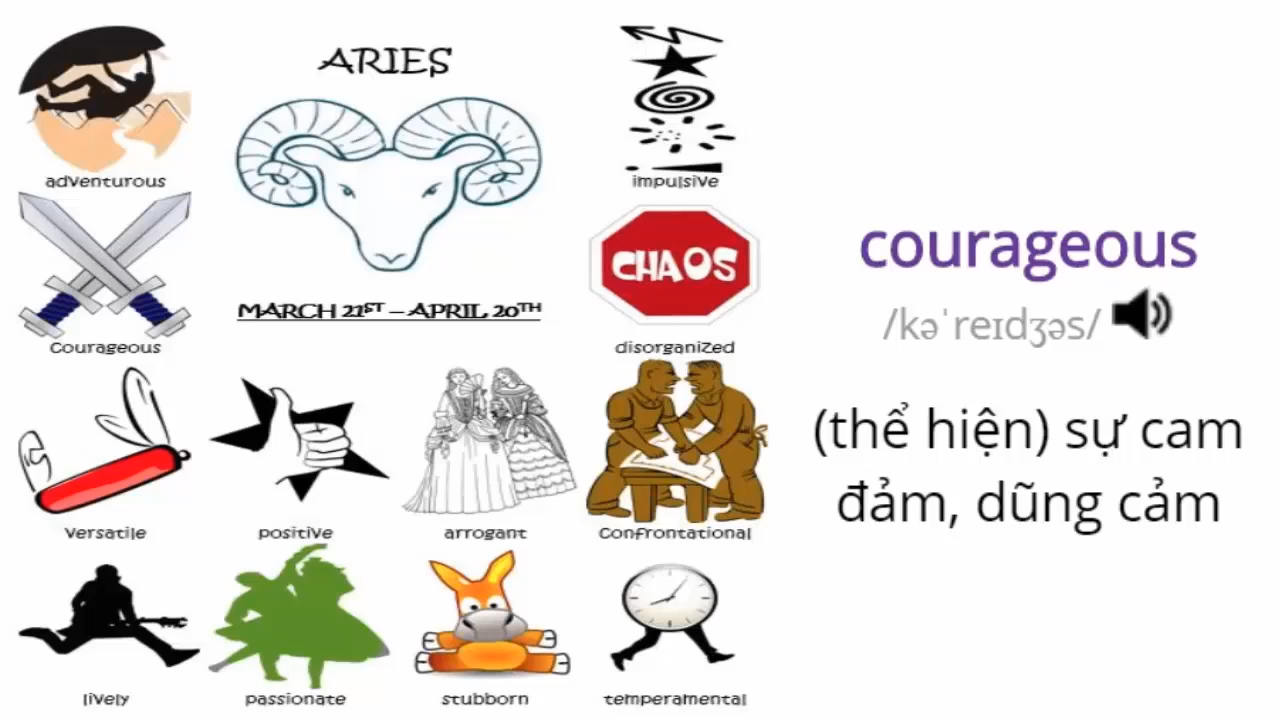 ARIES
adventurous
impulsive
CHAOS
MARCH 21ST – APRIL 20TH
Courageous
disorganized
Versatile
positive
arrogant
Confrontational
lively
passionate
stubborn
temperamental
courageous
/kəˈreɪdʒəs/
(thể hiện) sự cam
đảm, dũng cảm